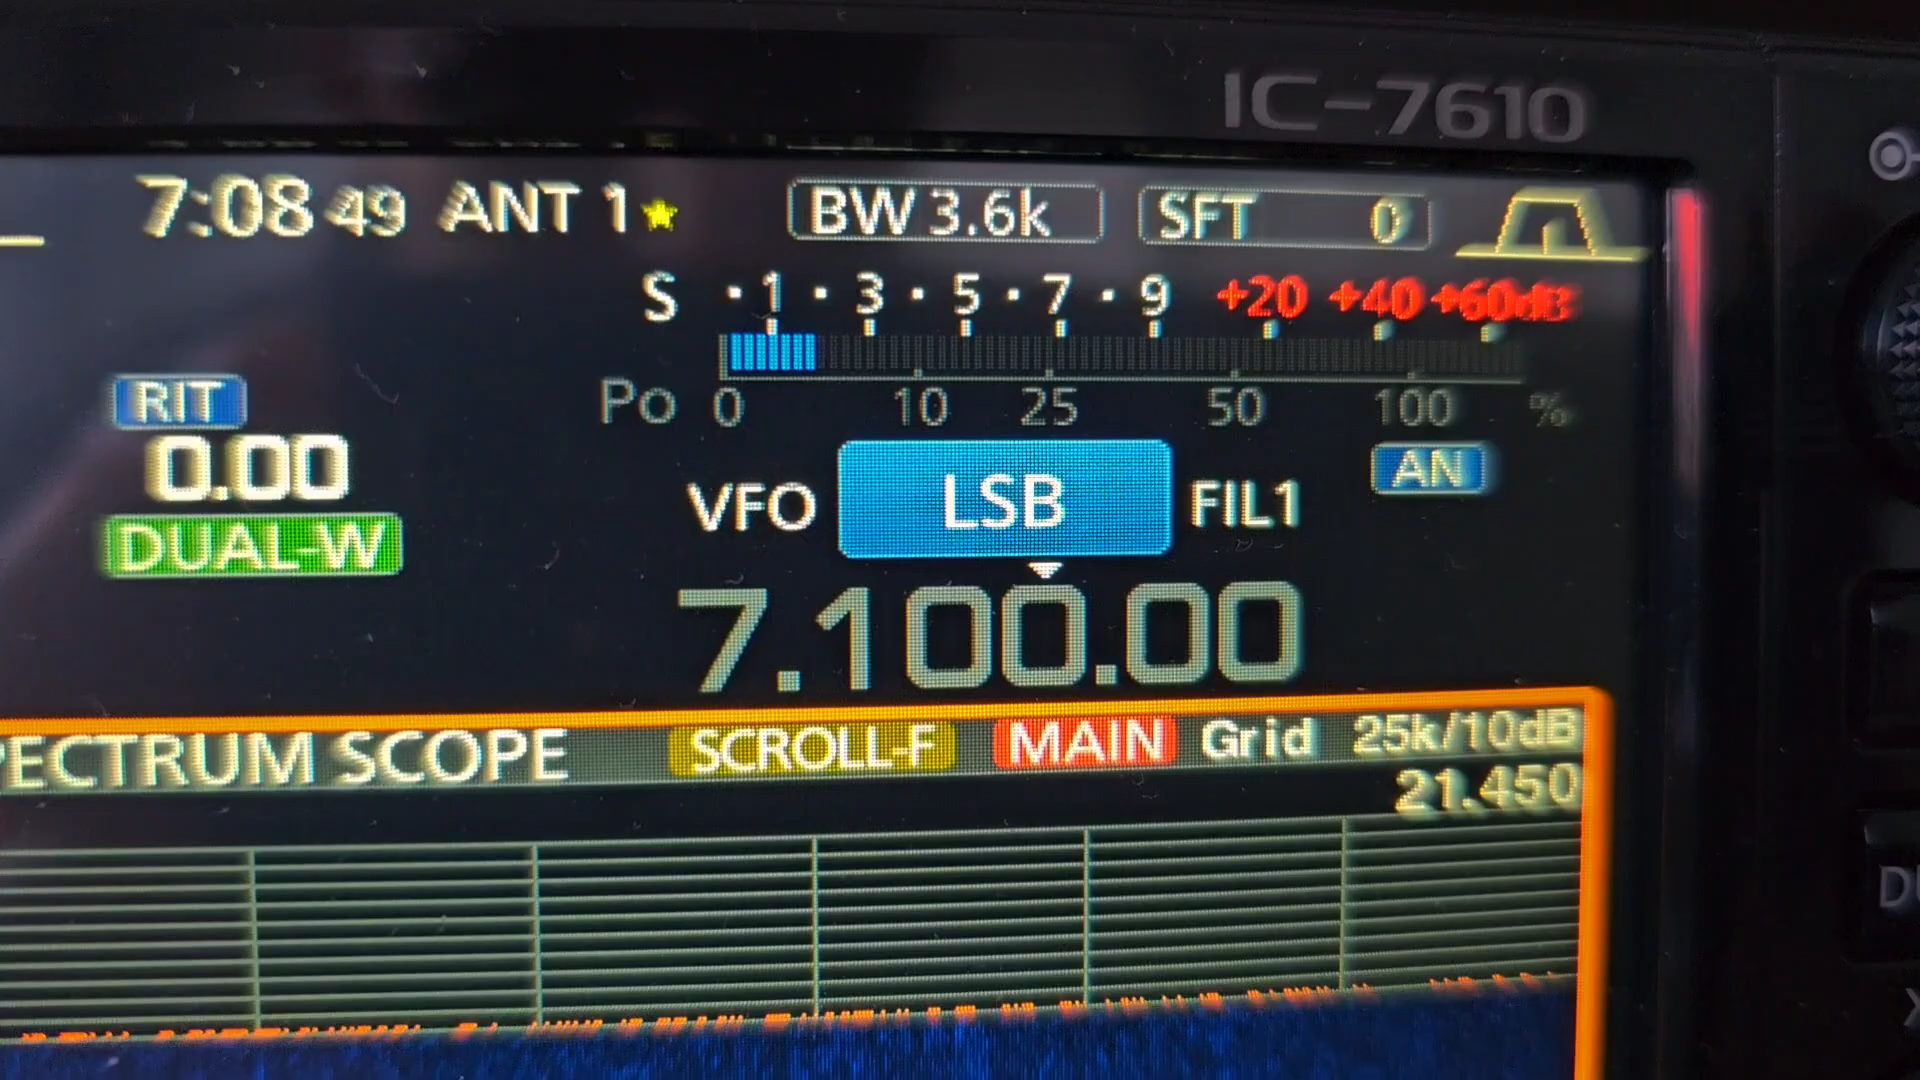 IC-7610
7:08 49 ANT 1 BW 3.6k SFT 0
S · 1 · 3 · 5 · 7 · 9 +20 +40 +60dB
Po 0 10 25 50 100 %
RIT
0.00
DUAL-W
VFO LSB FIL1 AN
7.100.00
PECTRUM SCOPE SCROLL-F MAIN Grid 25k/10dB
21.450